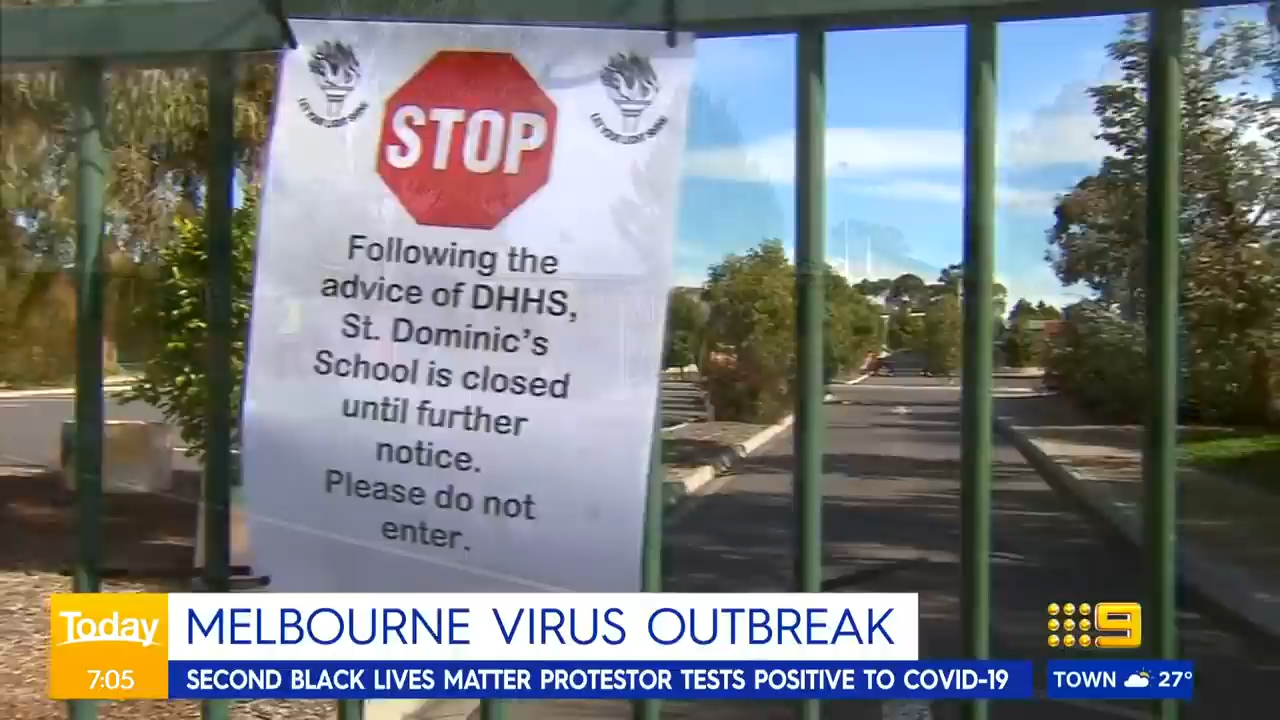 STOP
Following the
advice of DHHS,
St. Dominic's
School is closed
until further
notice.
Please do not
enter.
Today
7:05
MELBOURNE VIRUS OUTBREAK
SECOND BLACK LIVES MATTER PROTESTOR TESTS POSITIVE TO COVID-19
9
TOWN 27°